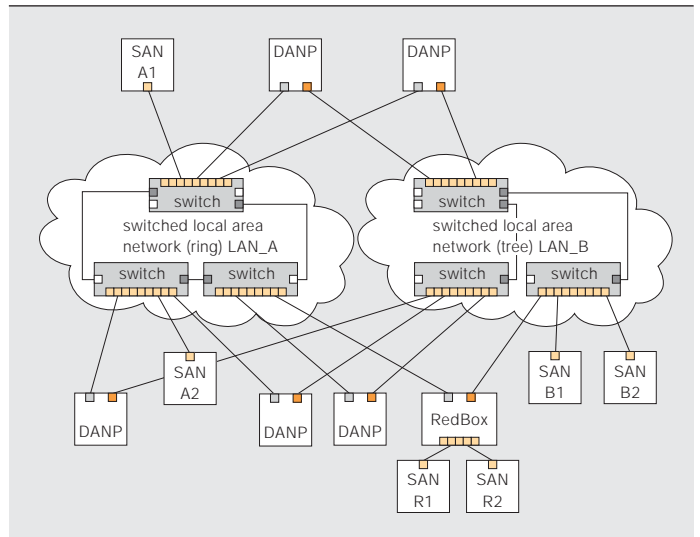 SAN
A1
DANP
DANP
switch
switched local area
network (ring) LAN_A
switch
switch
switch
switched local area
network (tree) LAN_B
switch
switch
SAN
A2
DANP
DANP
DANP
RedBox
SAN
B1
SAN
B2
SAN
R1
SAN
R2